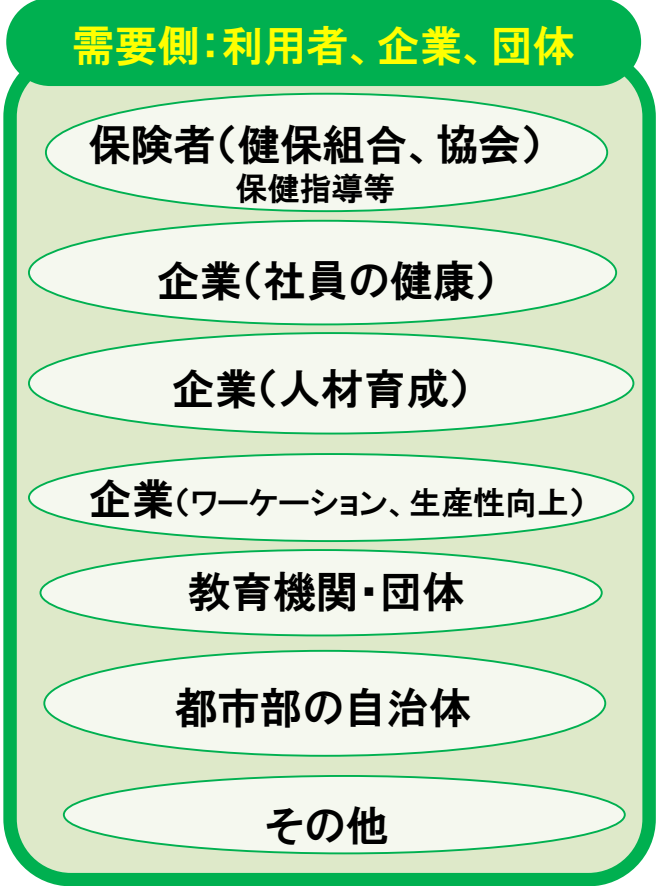 需要側：利用者、企業、団体
保険者（健保組合、協会）
保健指導等
企業（社員の健康）
企業（人材育成）
企業（ワーケーション、生産性向上）
教育機関・団体
都市部の自治体
その他